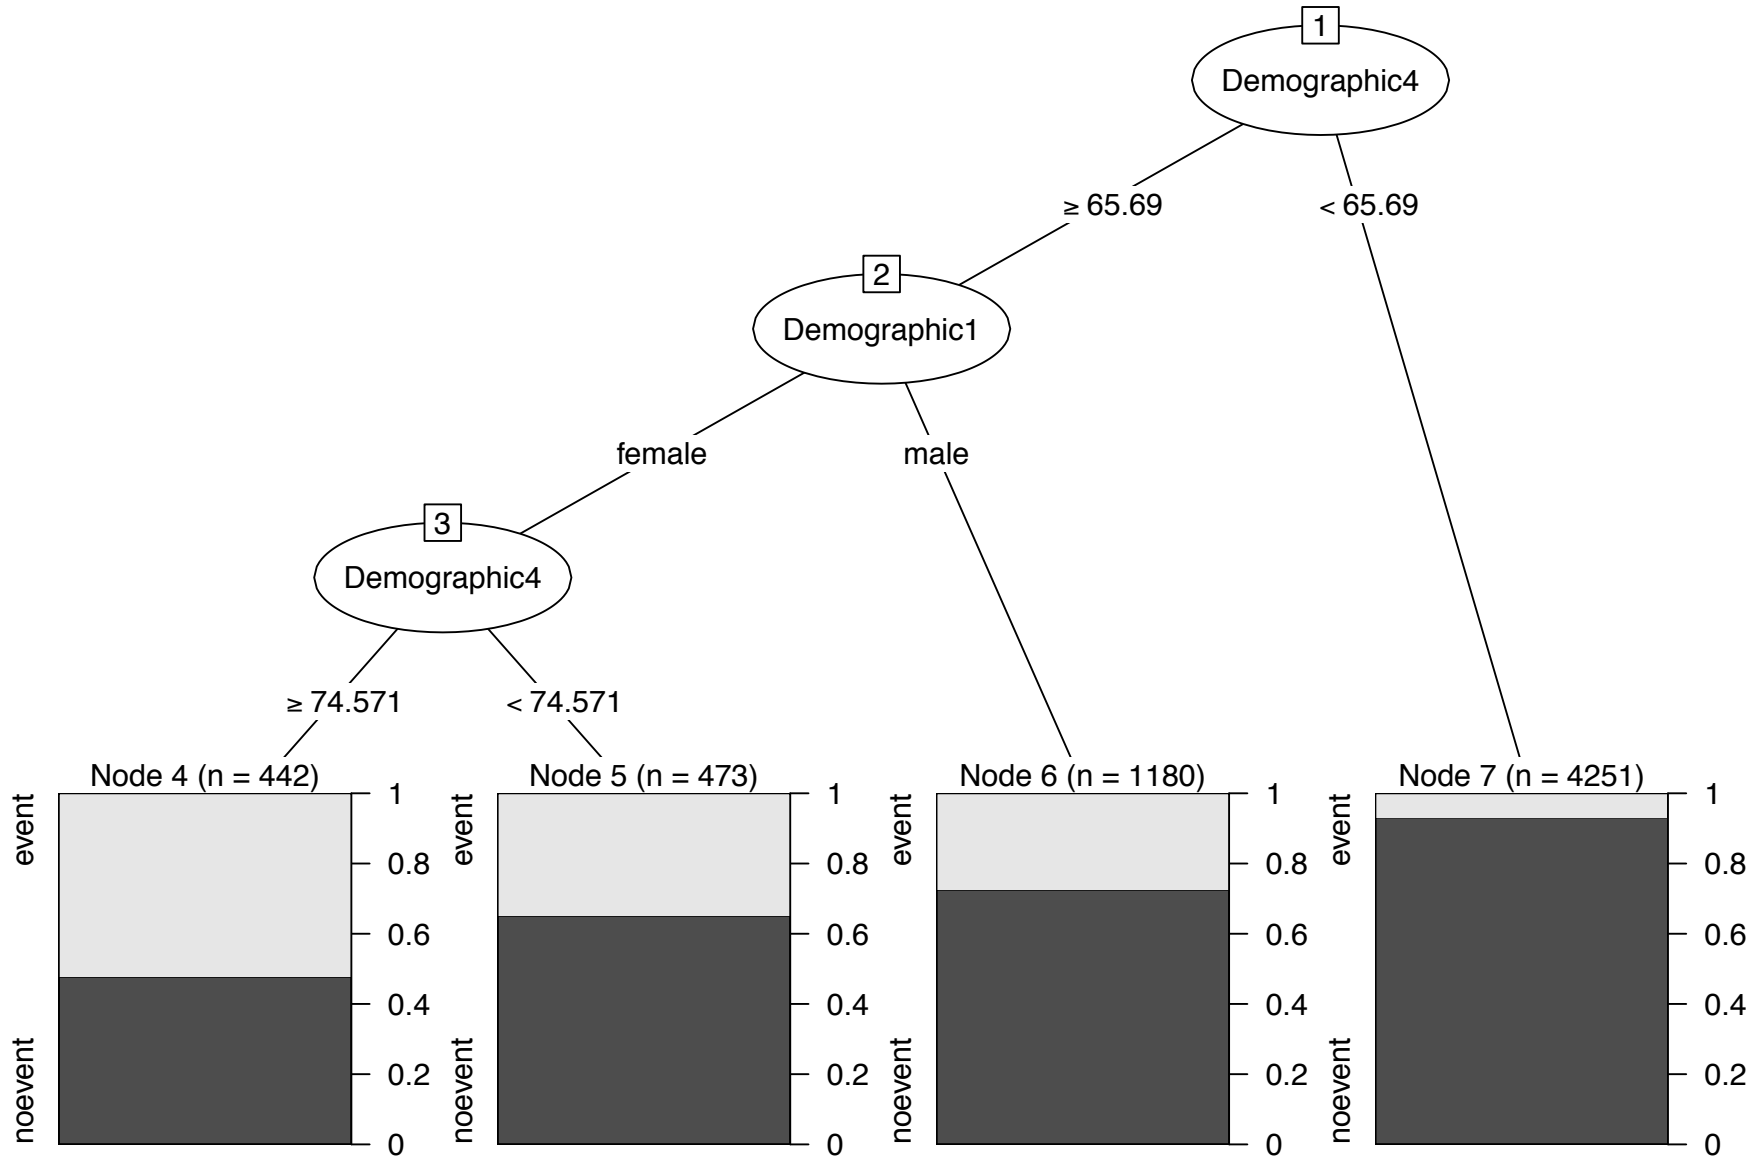 1
Demographic4
≥ 65.69
< 65.69
2
Demographic1
female
male
3
Demographic4
≥ 74.571
< 74.571
Node 4 (n = 442)
event
noevent
1
0.8
0.6
0.4
0.2
0
Node 5 (n = 473)
event
noevent
1
0.8
0.6
0.4
0.2
0
Node 6 (n = 1180)
event
noevent
1
0.8
0.6
0.4
0.2
0
Node 7 (n = 4251)
event
noevent
1
0.8
0.6
0.4
0.2
0